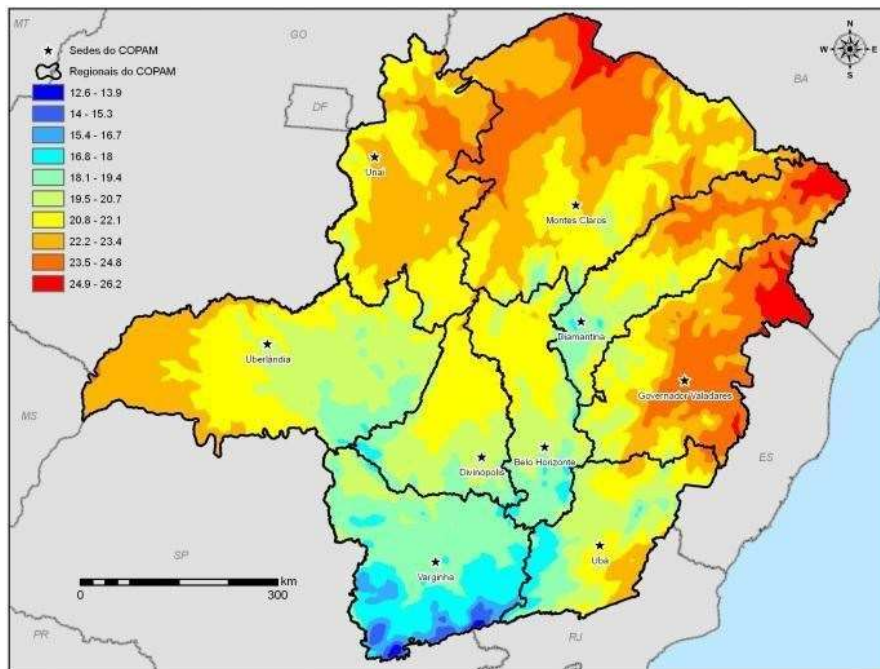 MT
GO
BA
DF
MS
ES
SP
PR
RJ
N
W E
S
Sedes do COPAM
Regionais do COPAM
12.6 - 13.9
14 - 15.3
15.4 - 16.7
16.8 - 18
18.1 - 19.4
19.5 - 20.7
20.8 - 22.1
22.2 - 23.4
23.5 - 24.8
24.9 - 26.2
Unaí
Montes Claros
Diamantina
Uberlândia
Governador Valadares
Belo Horizonte
Divinópolis
Ubá
Varginha
km
0 300